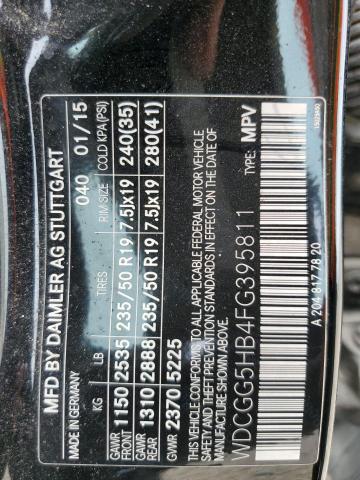 MFD BY DAIMLER AG STUTTGART
040 01/15
KG LB TIRES RIM SIZE COLD KPA (PSI)
GAWR FRONT 1150 2535 235/50 R19 7.5Jx19 240(35)
GAWR REAR 1310 2888 235/50 R19 7.5Jx19 280(41)
GVWR 2370 5225
THIS VEHICLE CONFORMS TO ALL APPLICABLE FEDERAL MOTOR VEHICLE
SAFETY, THEFT PREVENTION AND BUMPER
STANDARDS IN EFFECT ON THE DATE OF
MANUFACTURE SHOWN ABOVE.
WDCGG5HB4FG395811 TYPE: MPV
A 204 817 78 20